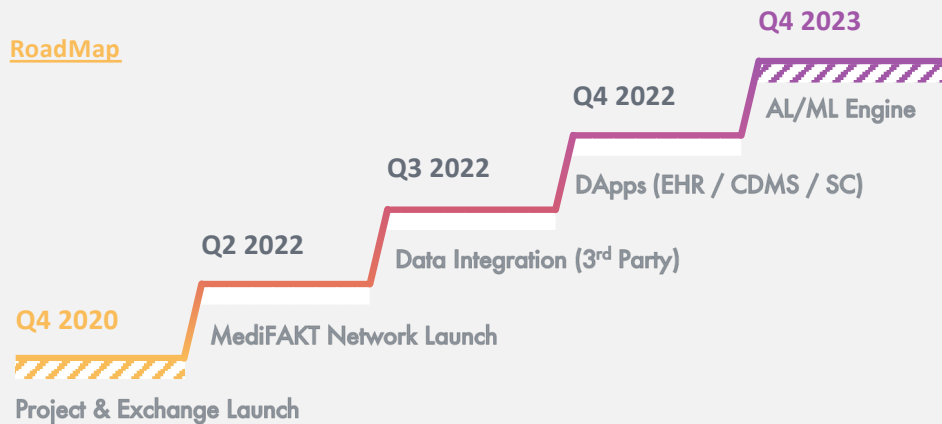 RoadMap
Q4 2020
Project & Exchange Launch
Q2 2022
MediFAKT Network Launch
Q3 2022
Data Integration (3rd Party)
Q4 2022
DApps (EHR / CDMS / SC)
Q4 2023
AL/ML Engine